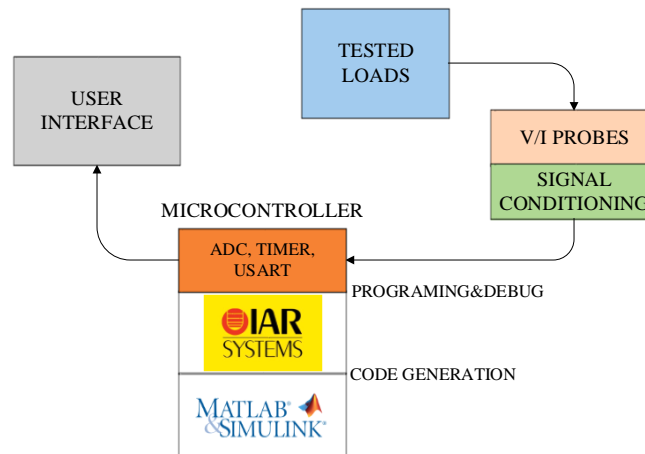 TESTED
LOADS
USER
INTERFACE
V/I PROBES
SIGNAL
CONDITIONING
MICROCONTROLLER
ADC, TIMER,
USART
PROGRAMING&DEBUG
IAR
SYSTEMS
CODE GENERATION
MATLAB®
&SIMULINK®